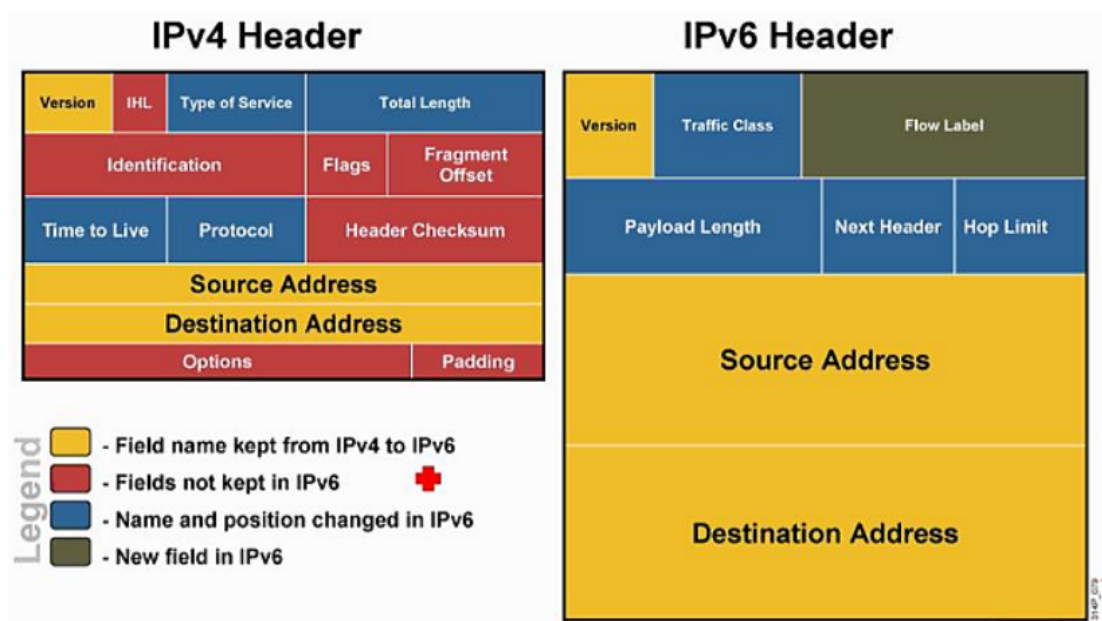 IPv4 Header
IPv6 Header
Version IHL Type of Service Total Length
Identification Flags Fragment
Offset
Time to Live Protocol Header Checksum
Source Address
Destination Address
Options Padding
Version Traffic Class Flow Label
Payload Length Next Header Hop Limit
Source Address
Destination Address
Legend
- Field name kept from IPv4 to IPv6
- Fields not kept in IPv6
- Name and position changed in IPv6
- New field in IPv6